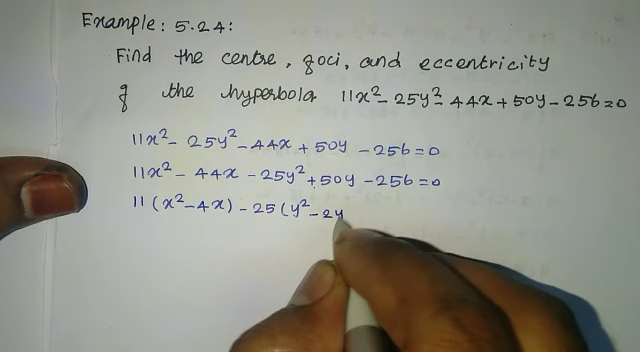 Example: 5.24:
Find the centre, foci, and eccentricity
of the hyperbola 11x² - 25y² - 44x + 50y - 256 = 0
11x² - 25y² - 44x + 50y - 256 = 0
11x² - 44x - 25y² + 50y - 256 = 0
11(x² - 4x) - 25(y² - 2y